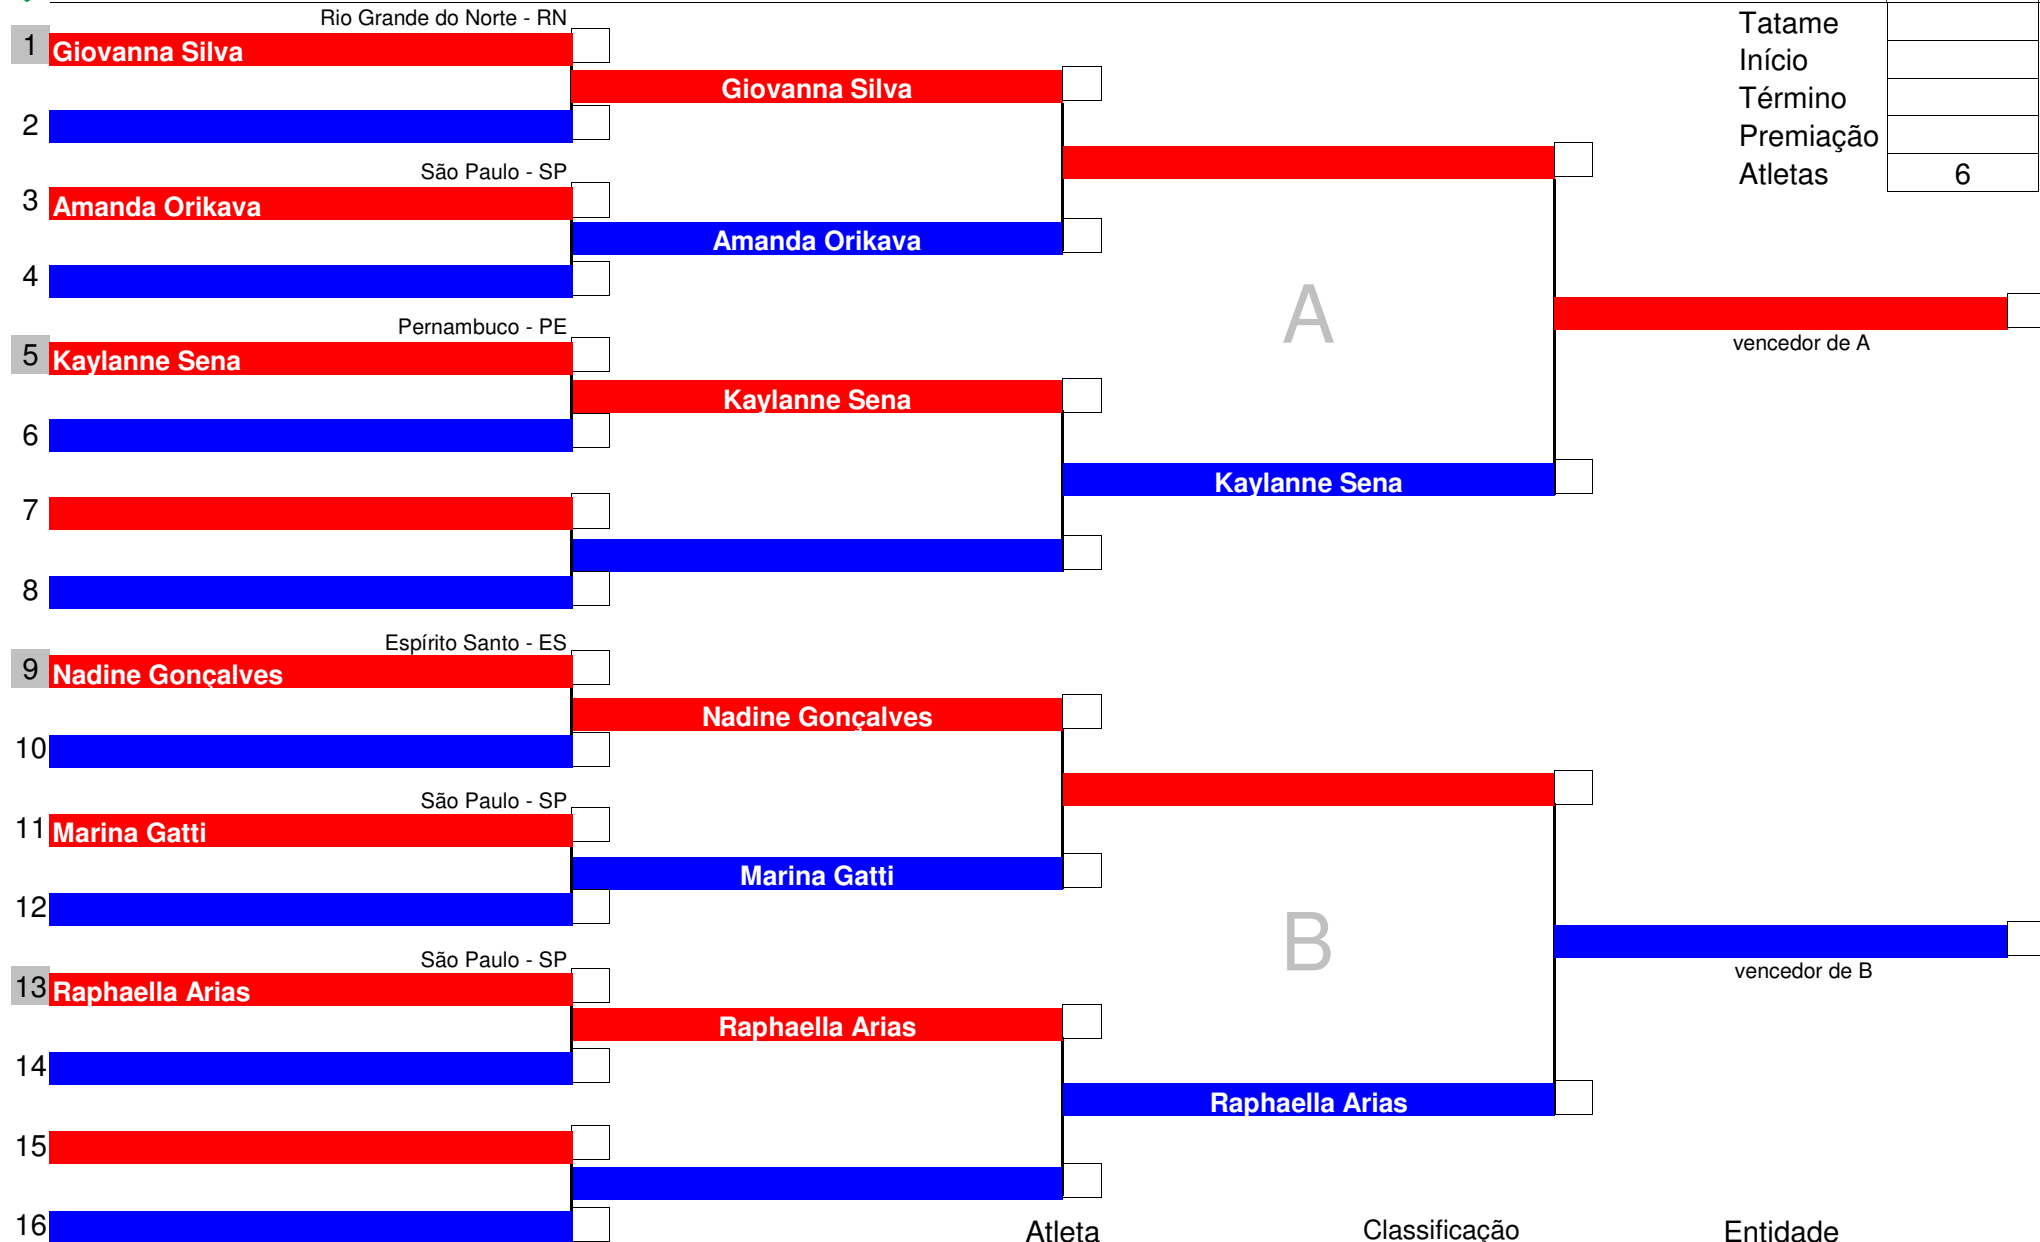 Rio Grande do Norte - RN
1 Giovanna Silva
Giovanna Silva
2
São Paulo - SP
3 Amanda Orikava
Amanda Orikava
4
Pernambuco - PE
5 Kaylanne Sena
Kaylanne Sena
6
Kaylanne Sena
7
8
A
vencedor de A
Tatame
Início
Término
Premiação
Atletas 6
Espírito Santo - ES
9 Nadine Gonçalves
Nadine Gonçalves
10
São Paulo - SP
11 Marina Gatti
Marina Gatti
12
São Paulo - SP
13 Raphaella Arias
Raphaella Arias
14
Raphaella Arias
15
16
B
vencedor de B
Atleta Classificação Entidade